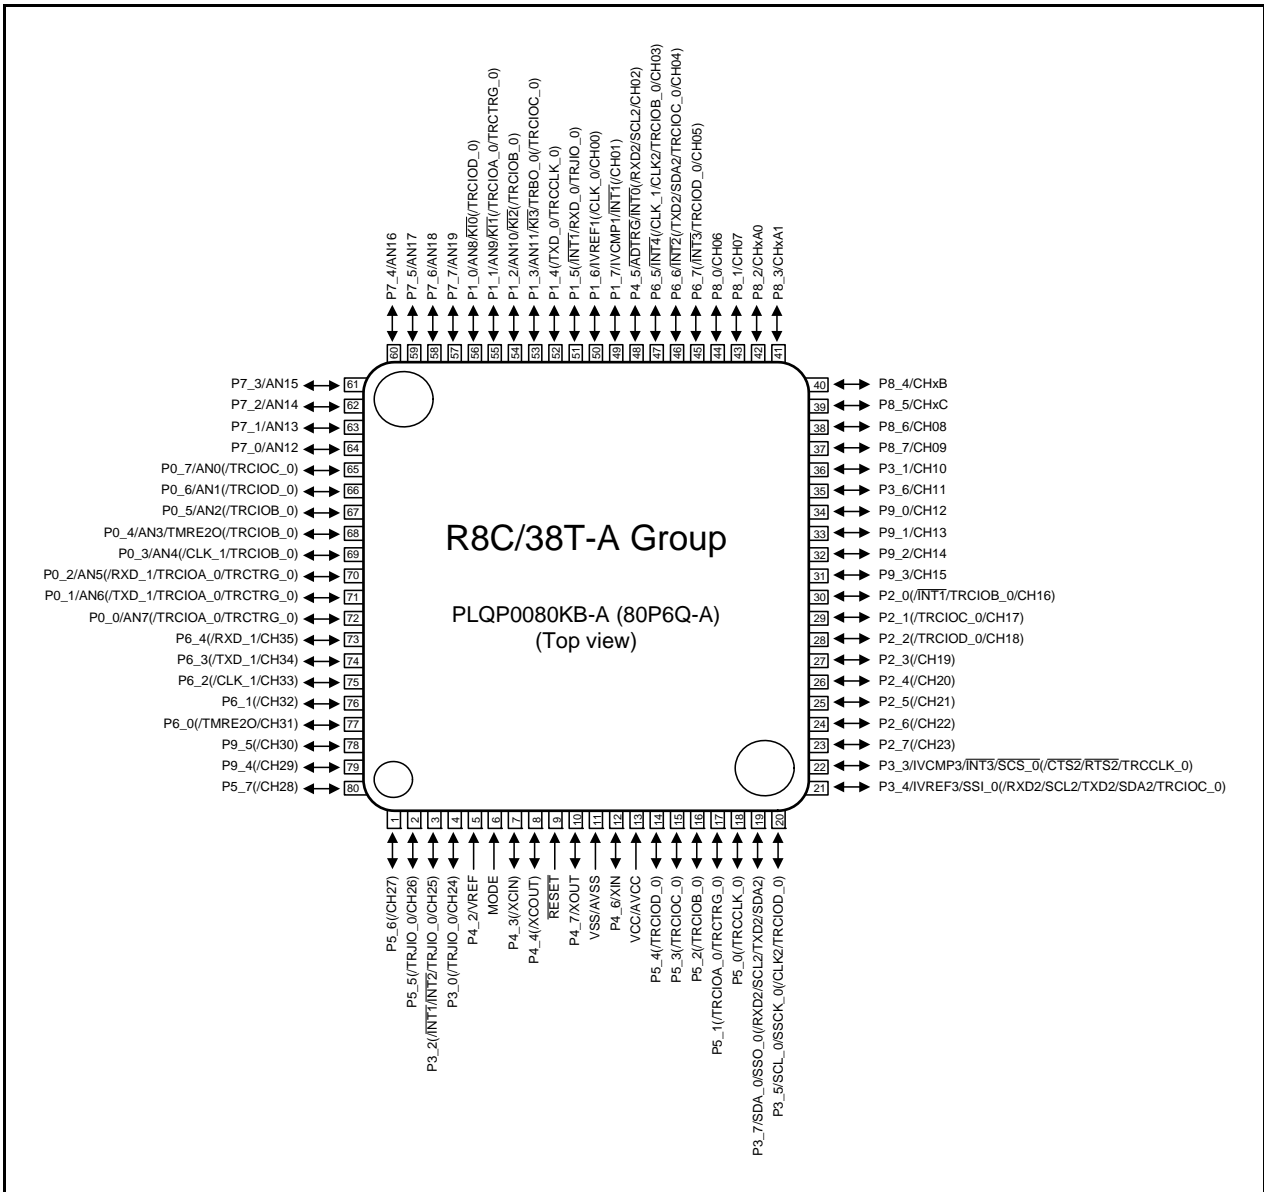 P7_4/AN16
P7_5/AN17
P7_6/AN18
P7_7/AN19
P1_0/AN8/KI0(/TRCIOD_0)
P1_1/AN9/KI1(/TRCIOA_0/TRCTRG_0)
P1_2/AN10/KI2(/TRCIOB_0)
P1_3/AN11/KI3/TRBO_0(/TRCIOC_0)
P1_4(/TXD_0/TRCCLK_0)
P1_5(/INT1/RXD_0/TRJIO_0)
P1_6/IVREF1(/CLK_0/CH00)
P1_7/IVCMP1/INT1(/CH01)
P4_5/ADTRG/INT0(/RXD2/SCL2/CH02)
P6_5/INT4(/CLK_1/CLK2/TRCIOB_0/CH03)
P6_6/INT2(/TXD2/SDA2/TRCIOC_0/CH04)
P6_7(/INT3/TRCIOD_0/CH05)
P8_0/CH06
P8_1/CH07
P8_2/CHxA0
P8_3/CHxA1
60 59 58 57 56 55 54 53 52 51 50 49 48 47 46 45 44 43 42 41
P7_3/AN15 61
P7_2/AN14 62
P7_1/AN13 63
P7_0/AN12 64
P0_7/AN0(/TRCIOC_0) 65
P0_6/AN1(/TRCIOD_0) 66
P0_5/AN2(/TRCIOB_0) 67
P0_4/AN3/TMRE2O(/TRCIOB_0) 68
P0_3/AN4(/CLK_1/TRCIOB_0) 69
P0_2/AN5(/RXD_1/TRCIOA_0/TRCTRG_0) 70
P0_1/AN6(/TXD_1/TRCIOA_0/TRCTRG_0) 71
P0_0/AN7(/TRCIOA_0/TRCTRG_0) 72
P6_4(/RXD_1/CH35) 73
P6_3(/TXD_1/CH34) 74
P6_2(/CLK_1/CH33) 75
P6_1(/CH32) 76
P6_0(/TMRE2O/CH31) 77
P9_5(/CH30) 78
P9_4(/CH29) 79
P5_7(/CH28) 80
R8C/38T-A Group
PLQP0080KB-A (80P6Q-A)
(Top view)
40 P8_4/CHxB
39 P8_5/CHxC
38 P8_6/CH08
37 P8_7/CH09
36 P3_1/CH10
35 P3_6/CH11
34 P9_0/CH12
33 P9_1/CH13
32 P9_2/CH14
31 P9_3/CH15
30 P2_0(/INT1/TRCIOB_0/CH16)
29 P2_1(/TRCIOC_0/CH17)
28 P2_2(/TRCIOD_0/CH18)
27 P2_3(/CH19)
26 P2_4(/CH20)
25 P2_5(/CH21)
24 P2_6(/CH22)
23 P2_7(/CH23)
22 P3_3/IVCMP3/INT3/SCS_0(/CTS2/RTS2/TRCCLK_0)
21 P3_4/IVREF3/SSI_0(/RXD2/SCL2/TXD2/SDA2/TRCIOC_0)
1 2 3 4 5 6 7 8 9 10 11 12 13 14 15 16 17 18 19 20
P5_6(/CH27)
P5_5(/TRJIO_0/CH26)
P3_2(/INT1/INT2/TRJIO_0/CH25)
P3_0(/TRJIO_0/CH24)
P4_2/VREF
MODE
P4_3(/XCIN)
P4_4(/XCOUT)
RESET
P4_7/XOUT
VSS/AVSS
P4_6/XIN
VCC/AVCC
P5_4(/TRCIOD_0)
P5_3(/TRCIOC_0)
P5_2(/TRCIOB_0)
P5_1(/TRCIOA_0/TRCTRG_0)
P5_0(/TRCCLK_0)
P3_7/SDA_0/SSO_0(/RXD2/SCL2/TXD2/SDA2)
P3_5/SCL_0/SSCK_0(/CLK2/TRCIOD_0)